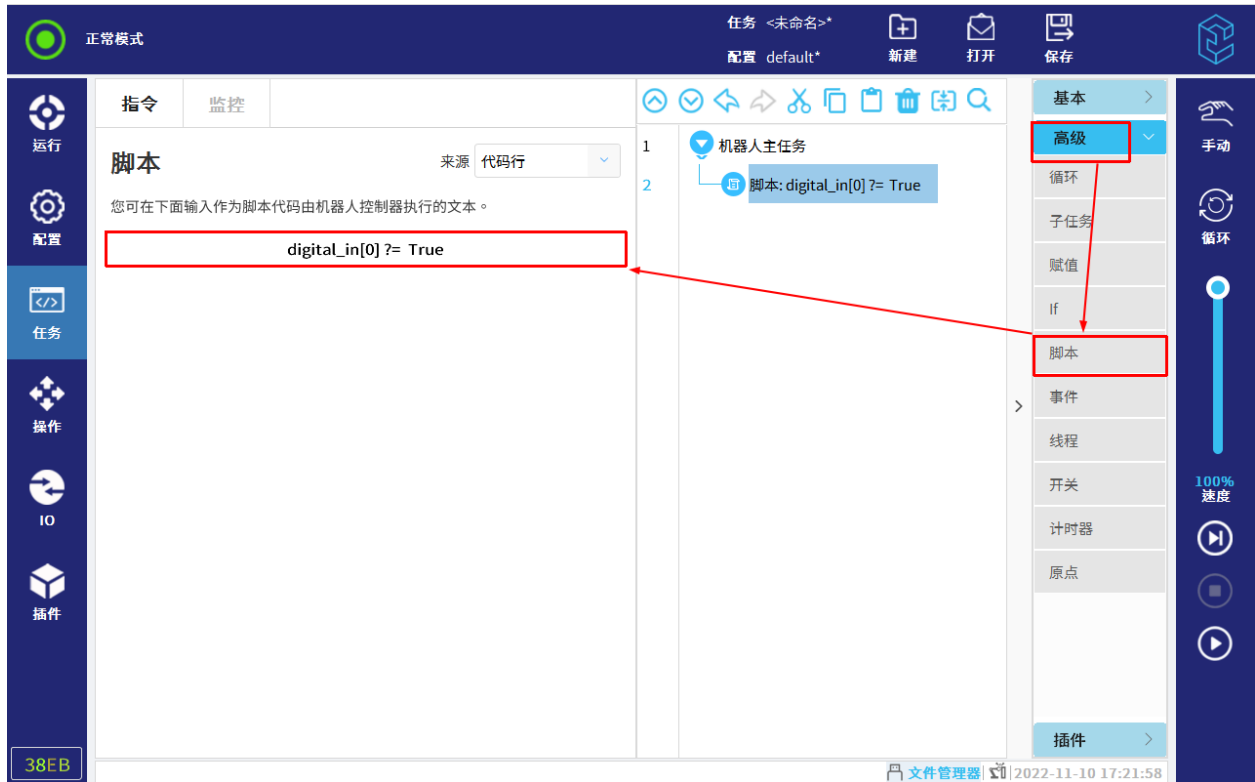 正常模式
任务 <未命名>*
配置 default*
新建
打开
保存
运行
配置
任务
操作
IO
插件
38EB
指令
监控
脚本
来源 代码行
您可在下面输入作为脚本代码由机器人控制器执行的文本。
digital_in[0] ?= True
1 机器人主任务
2 脚本: digital_in[0] ?= True
基本
高级
循环
子任务
赋值
If
脚本
事件
线程
开关
计时器
原点
插件
手动
循环
100%
速度
文件管理器 2022-11-10 17:21:58